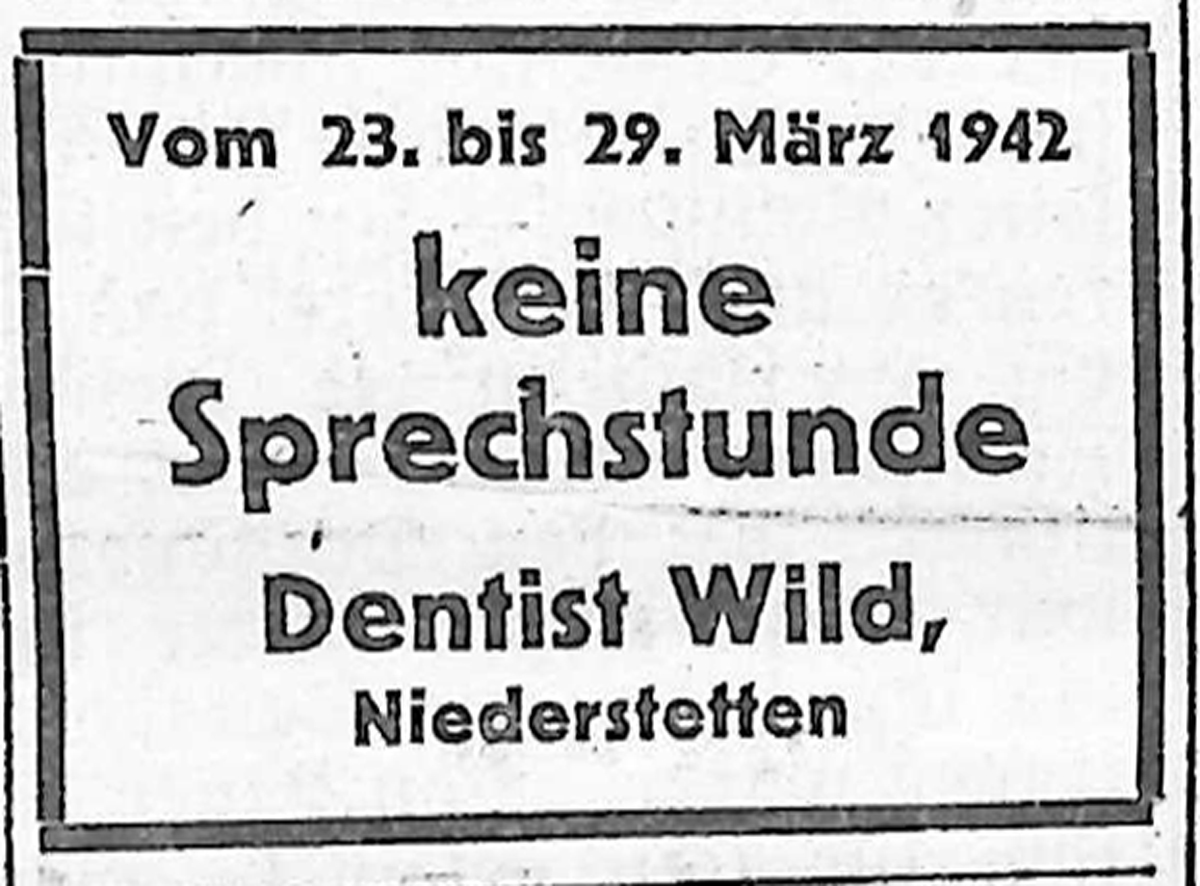 Vom 23. bis 29. März 1942
keine
Sprechstunde
Dentist Wild,
Niederstetten